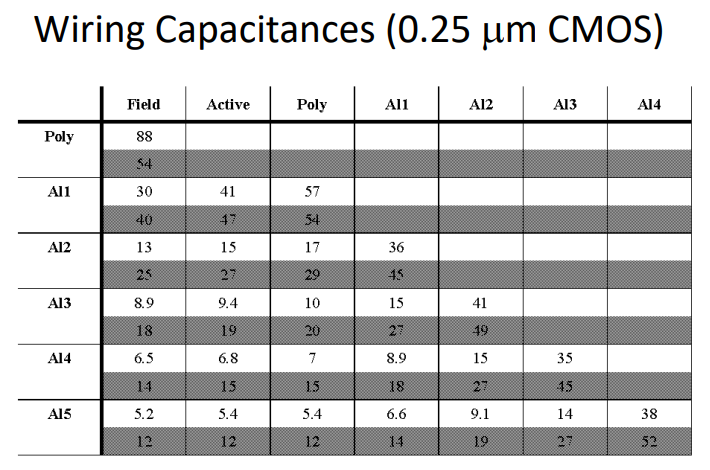 Wiring Capacitances (0.25 μm CMOS)
Field Active Poly Al1 Al2 Al3 Al4
Poly 88
54
Al1 30 41 57
40 47 54
Al2 13 15 17 36
25 27 29 45
Al3 8.9 9.4 10 15 41
18 19 20 27 49
Al4 6.5 6.8 7 8.9 15 35
14 15 15 18 27 45
Al5 5.2 5.4 5.4 6.6 9.1 14 38
12 12 12 14 19 27 52